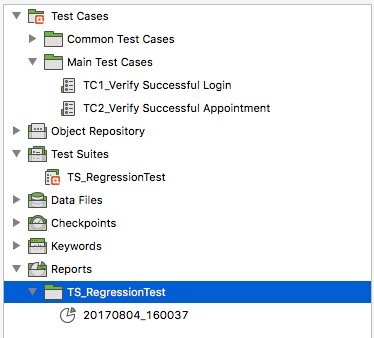 Test Cases
Common Test Cases
Main Test Cases
TC1_Verify Successful Login
TC2_Verify Successful Appointment
Object Repository
Test Suites
TS_RegressionTest
Data Files
Checkpoints
Keywords
Reports
TS_RegressionTest
20170804_160037